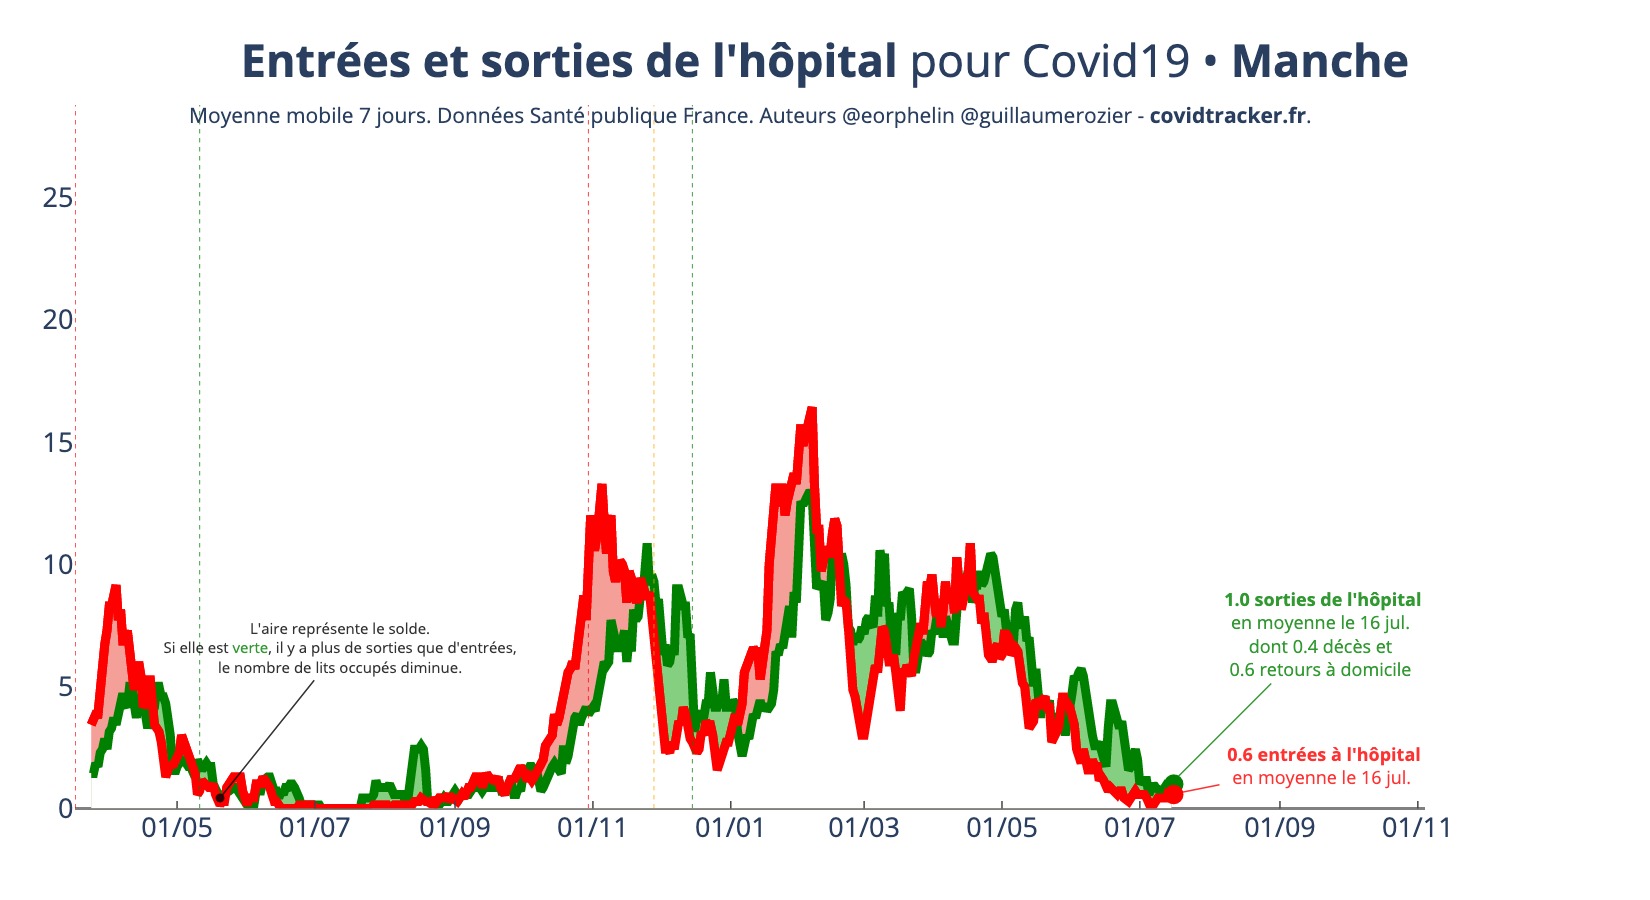 Entrées et sorties de l'hôpital pour Covid19 • Manche
Moyenne mobile 7 jours. Données Santé publique France. Auteurs @eorphelin @guillaumerozier - covidtracker.fr.
25
20
15
10
5
0
L'aire représente le solde.
Si elle est verte, il y a plus de sorties que d'entrées,
le nombre de lits occupés diminue.
1.0 sorties de l'hôpital
en moyenne le 16 jul.
dont 0.4 décès et
0.6 retours à domicile
0.6 entrées à l'hôpital
en moyenne le 16 jul.
01/05 01/07 01/09 01/11 01/01 01/03 01/05 01/07 01/09 01/11